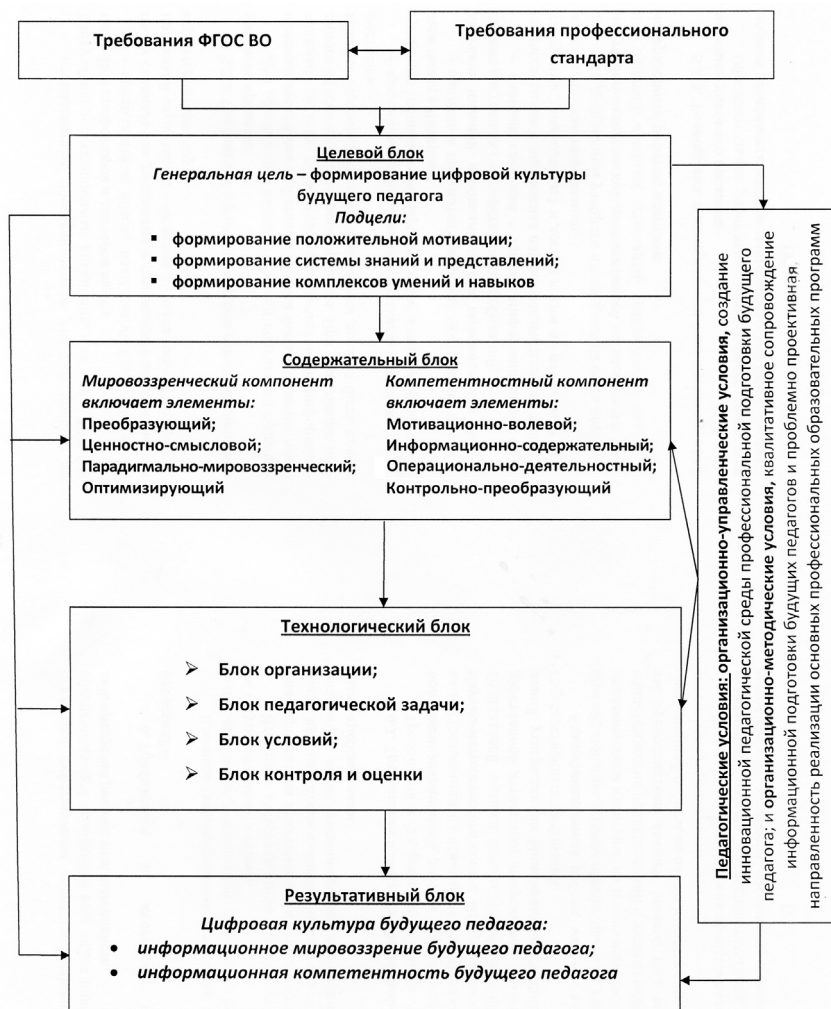 Требования ФГОС ВО
Требования профессионального
стандарта
Целевой блок
Генеральная цель – формирование цифровой культуры
будущего педагога
Подцели:
▪ формирование положительной мотивации;
▪ формирование системы знаний и представлений;
▪ формирование комплексов умений и навыков
Содержательный блок
Мировоззренческий компонент
включает элементы:
Преобразующий;
Ценностно-смысловой;
Парадигмально-мировоззренческий;
Оптимизирующий
Компетентностный компонент
включает элементы:
Мотивационно-волевой;
Информационно-содержательный;
Операционально-деятельностный;
Контрольно-преобразующий
Технологический блок
➢ Блок организации;
➢ Блок педагогической задачи;
➢ Блок условий;
➢ Блок контроля и оценки
Результативный блок
Цифровая культура будущего педагога:
• информационное мировоззрение будущего педагога;
• информационная компетентность будущего педагога
Педагогические условия: организационно-управленческие условия, создание
инновационной педагогической среды профессиональной подготовки будущего
педагога; и организационно-методические условия, квалитативное сопровождение
информационной подготовки будущих педагогов и проблемно проективная
направленность реализации основных профессиональных образовательных программ